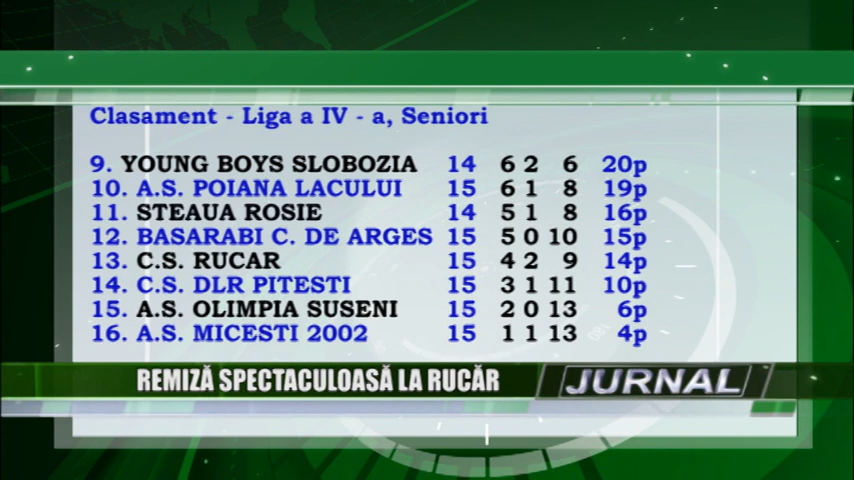 Clasament - Liga a IV - a, Seniori
9. YOUNG BOYS SLOBOZIA 14 6 2 6 20p
10. A.S. POIANA LACULUI 15 6 1 8 19p
11. STEAUA ROSIE 14 5 1 8 16p
12. BASARABI C. DE ARGES 15 5 0 10 15p
13. C.S. RUCAR 15 4 2 9 14p
14. C.S. DLR PITESTI 15 3 1 11 10p
15. A.S. OLIMPIA SUSENI 15 2 0 13 6p
16. A.S. MICESTI 2002 15 1 1 13 4p
REMIZĂ SPECTACULOASĂ LA RUCĂR JURNAL